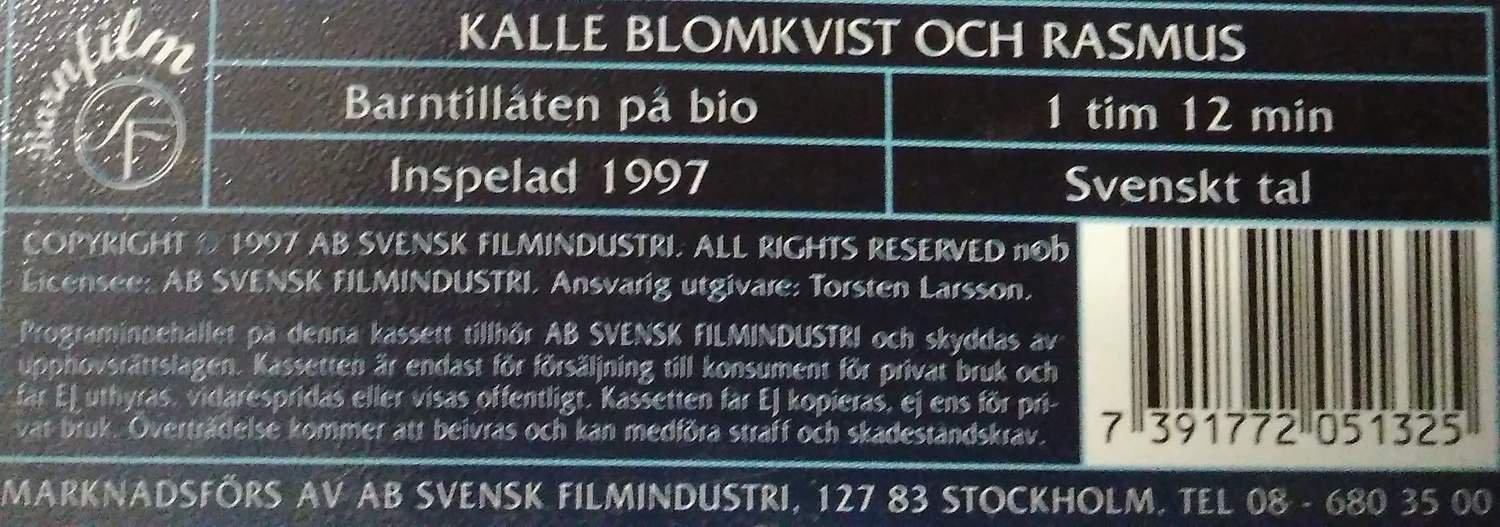 barnfilm
SF
KALLE BLOMKVIST OCH RASMUS
Barntillåten på bio
1 tim 12 min
Inspelad 1997
Svenskt tal
COPYRIGHT © 1997 AB SVENSK FILMINDUSTRI. ALL RIGHTS RESERVED n©b
Licensee: AB SVENSK FILMINDUSTRI. Ansvarig utgivare: Torsten Larsson.
Programinnehållet på denna kassett tillhör AB SVENSK FILMINDUSTRI och skyddas av
upphovsrättslagen. Kassetten är endast för försäljning till konsument för privat bruk och
får EJ uthyras, vidarespridas eller visas offentligt. Kassetten får EJ kopieras, ej ens för pri-
vat bruk. Överträdelse kommer att beivras och kan medföra straff och skadeståndskrav.
7 391772 051325
MARKNADSFÖRS AV AB SVENSK FILMINDUSTRI, 127 83 STOCKHOLM. TEL 08 - 680 35 00